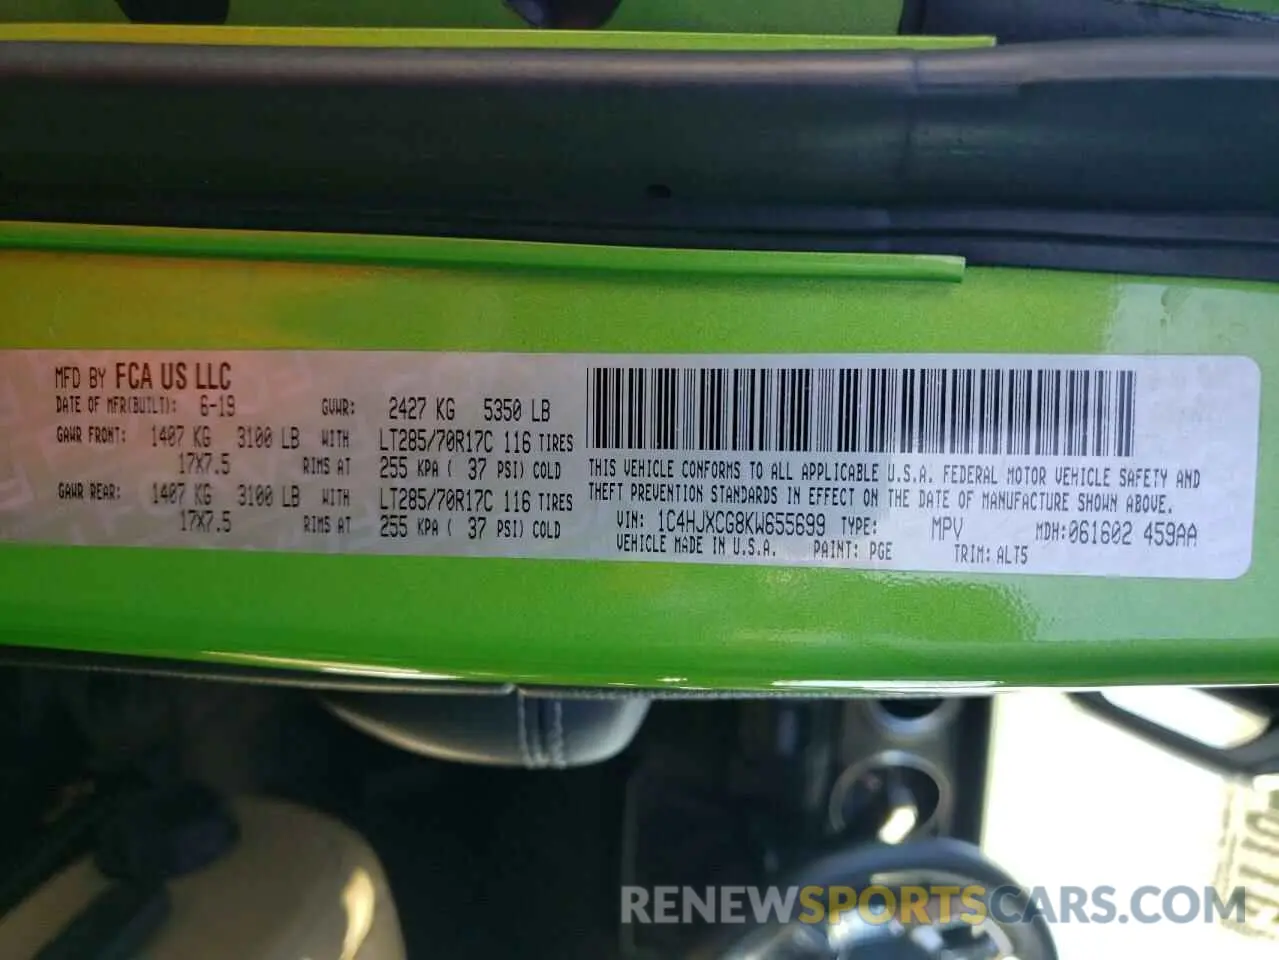 MFD BY FCA US LLC
DATE OF MFR(BUILT): 6-19 GVWR: 2427 KG 5350 LB
GAWR FRONT: 1407 KG 3100 LB WITH LT285/70R17C 116 TIRES
17X7.5 RIMS AT 255 KPA ( 37 PSI) COLD
GAWR REAR: 1407 KG 3100 LB WITH LT285/70R17C 116 TIRES
17X7.5 RIMS AT 255 KPA ( 37 PSI) COLD
THIS VEHICLE CONFORMS TO ALL APPLICABLE U.S.A. FEDERAL MOTOR VEHICLE SAFETY AND
THEFT PREVENTION STANDARDS IN EFFECT ON THE DATE OF MANUFACTURE SHOWN ABOVE.
VIN: 1C4HJXCG8KW655699 TYPE: MPV MDH:061602 459AA
VEHICLE MADE IN U.S.A. PAINT: PGE TRIM: ALT5
RENEWSPORTSCARS.COM